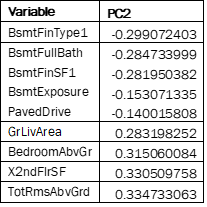 Variable PC2
BsmtFinType1 -0.299072403
BsmtFullBath -0.284733999
BsmtFinSF1 -0.281950382
BsmtExposure -0.153071335
PavedDrive -0.140015808
GrLivArea 0.283198252
BedroomAbvGr 0.315060084
X2ndFlrSF 0.330509758
TotRmsAbvGrd 0.334733063